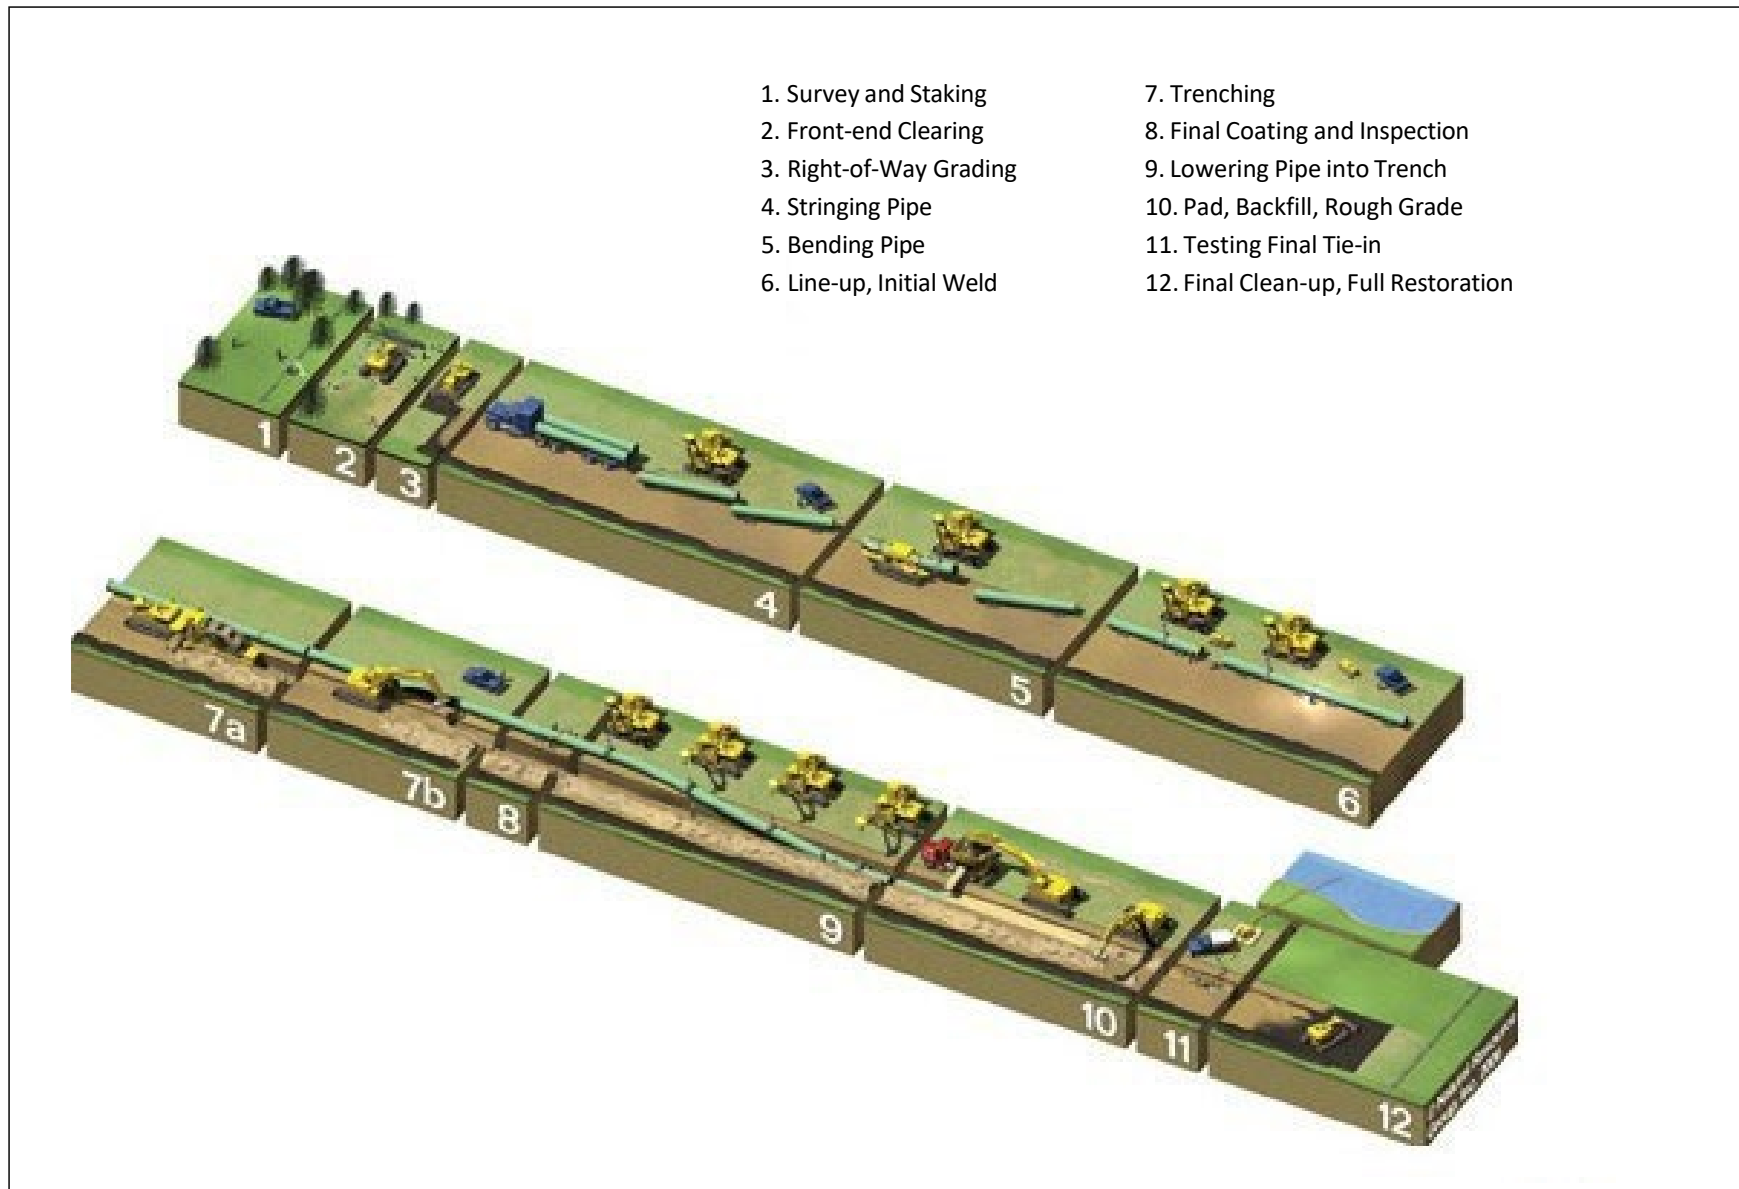 1. Survey and Staking
2. Front-end Clearing
3. Right-of-Way Grading
4. Stringing Pipe
5. Bending Pipe
6. Line-up, Initial Weld
7. Trenching
8. Final Coating and Inspection
9. Lowering Pipe into Trench
10. Pad, Backfill, Rough Grade
11. Testing Final Tie-in
12. Final Clean-up, Full Restoration
1
2
3
4
5
6
7a
7b
8
9
10
11
12